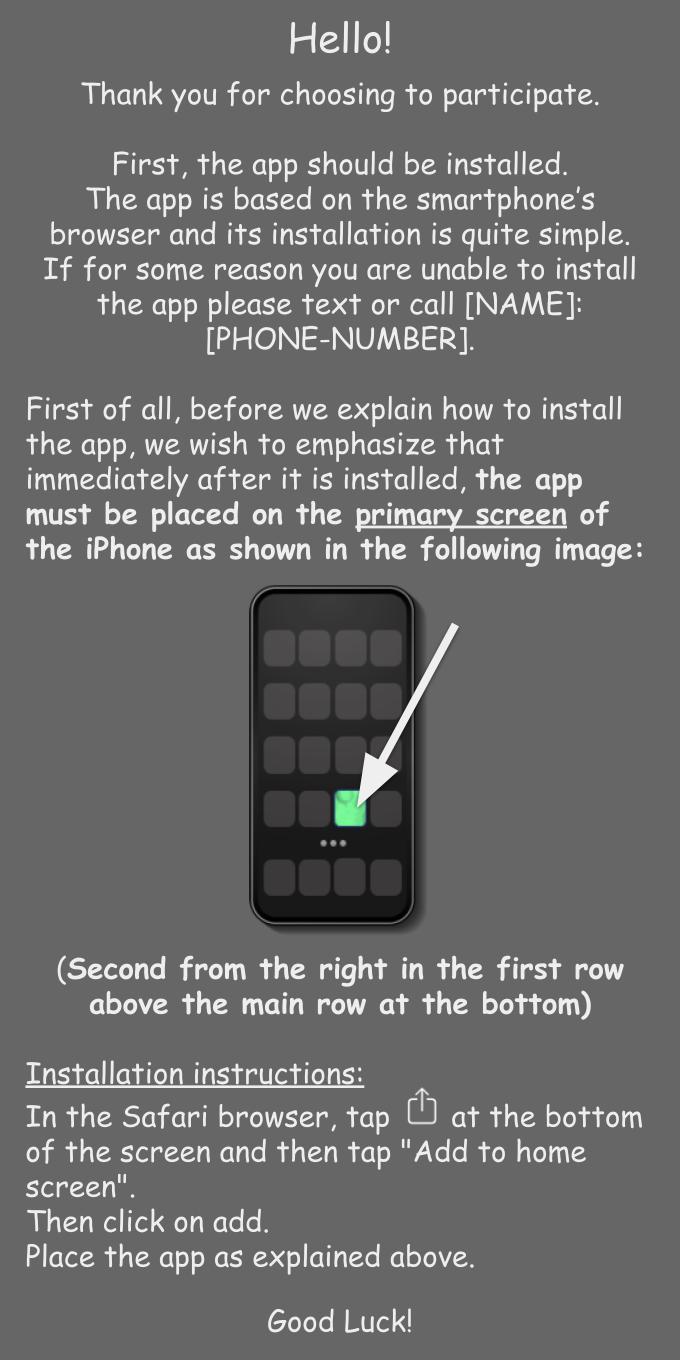 Hello!
Thank you for choosing to participate.
First, the app should be installed.
The app is based on the smartphone’s
browser and its installation is quite simple.
If for some reason you are unable to install
the app please text or call [NAME]:
[PHONE-NUMBER].
First of all, before we explain how to install
the app, we wish to emphasize that
immediately after it is installed, the app
must be placed on the primary screen of
the iPhone as shown in the following image:
(Second from the right in the first row
above the main row at the bottom)
Installation instructions:
In the Safari browser, tap at the bottom
of the screen and then tap "Add to home
screen".
Then click on add.
Place the app as explained above.
Good Luck!